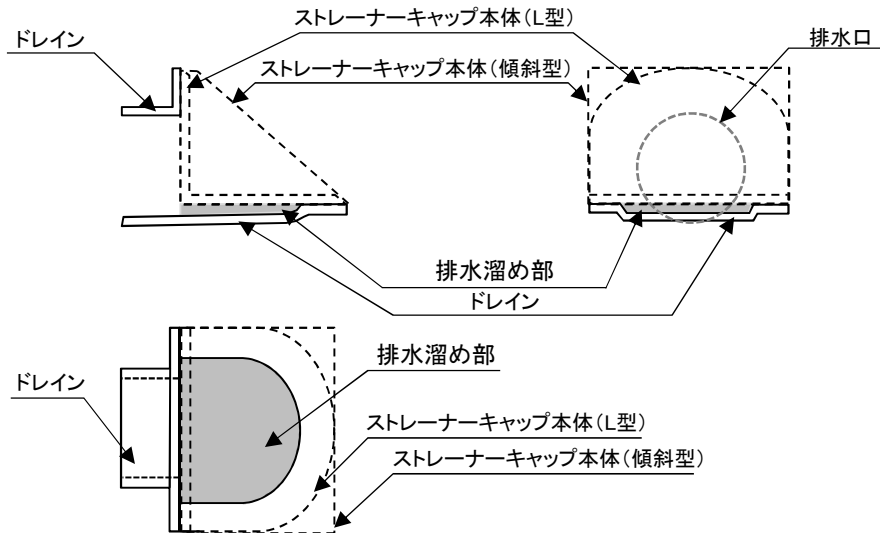 ストレーナーキャップ本体（L型）
ドレイン
排水口
ストレーナーキャップ本体（傾斜型）
排水溜め部
ドレイン
排水溜め部
ドレイン
ストレーナーキャップ本体（L型）
ストレーナーキャップ本体（傾斜型）